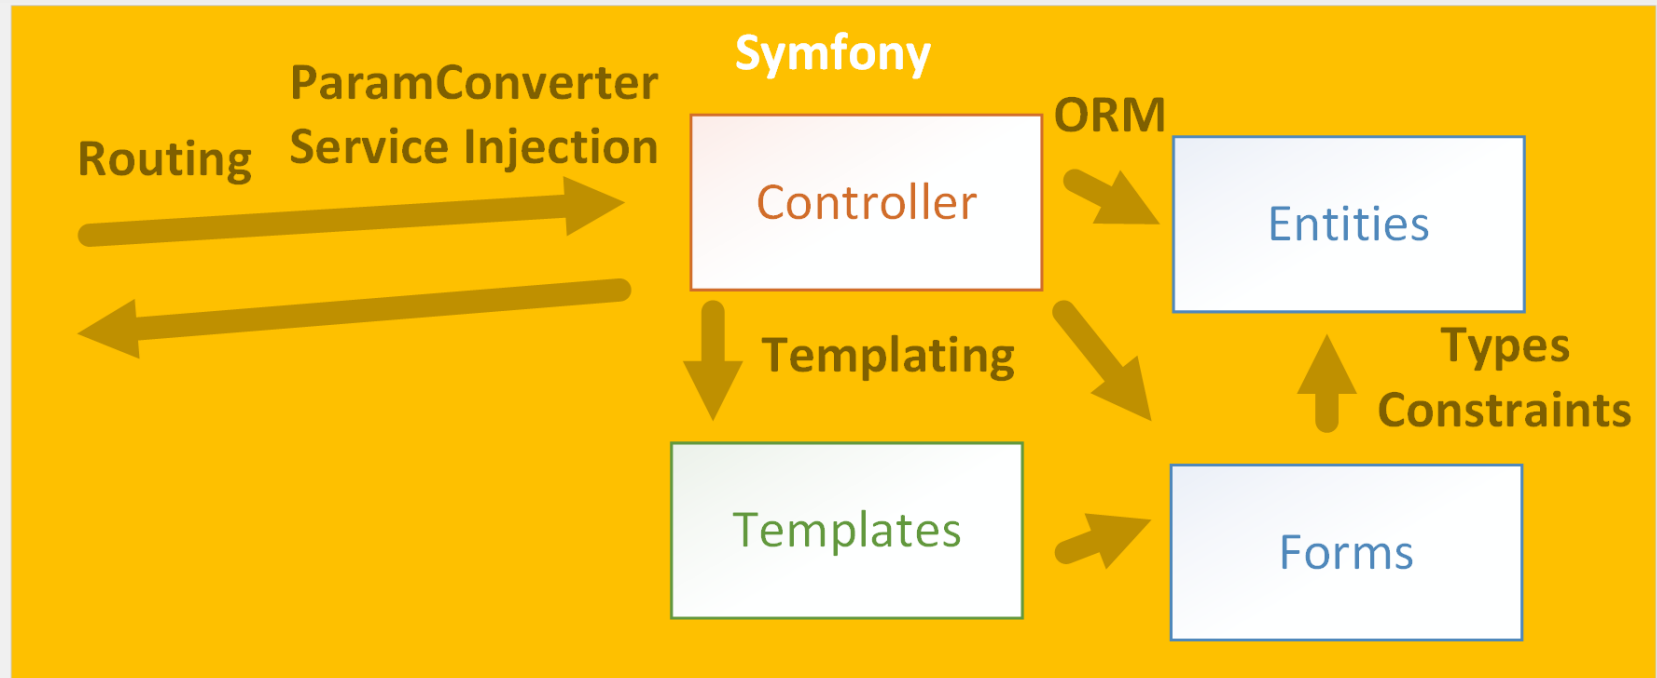 Symfony
ParamConverter
Service Injection
Routing
ORM
Controller
Entities
Templating
Types
Constraints
Templates
Forms